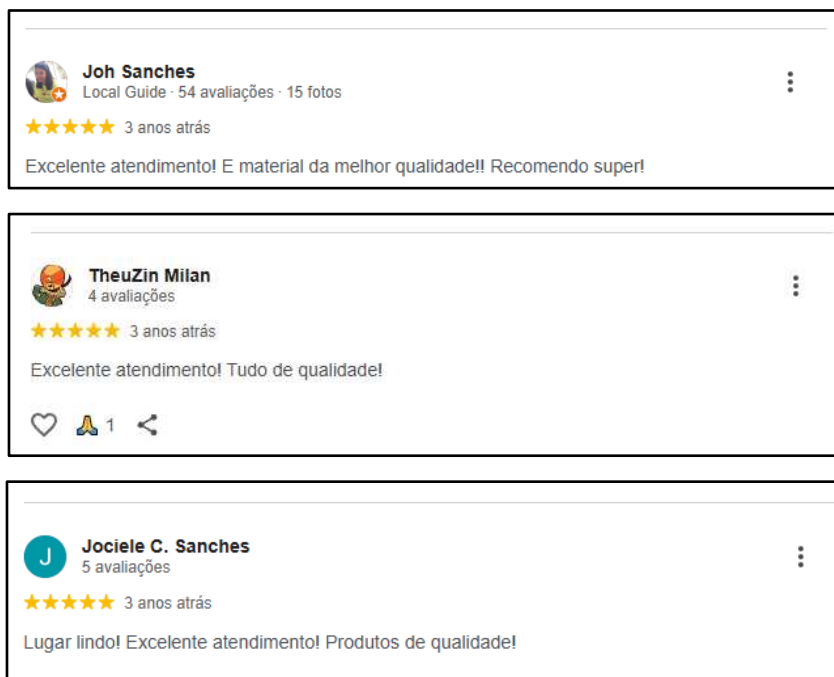 Joh Sanches
Local Guide · 54 avaliações · 15 fotos
3 anos atrás
Excelente atendimento! E material da melhor qualidade!! Recomendo super!
TheuZin Milan
4 avaliações
3 anos atrás
Excelente atendimento! Tudo de qualidade!
1
J
Jociele C. Sanches
5 avaliações
3 anos atrás
Lugar lindo! Excelente atendimento! Produtos de qualidade!